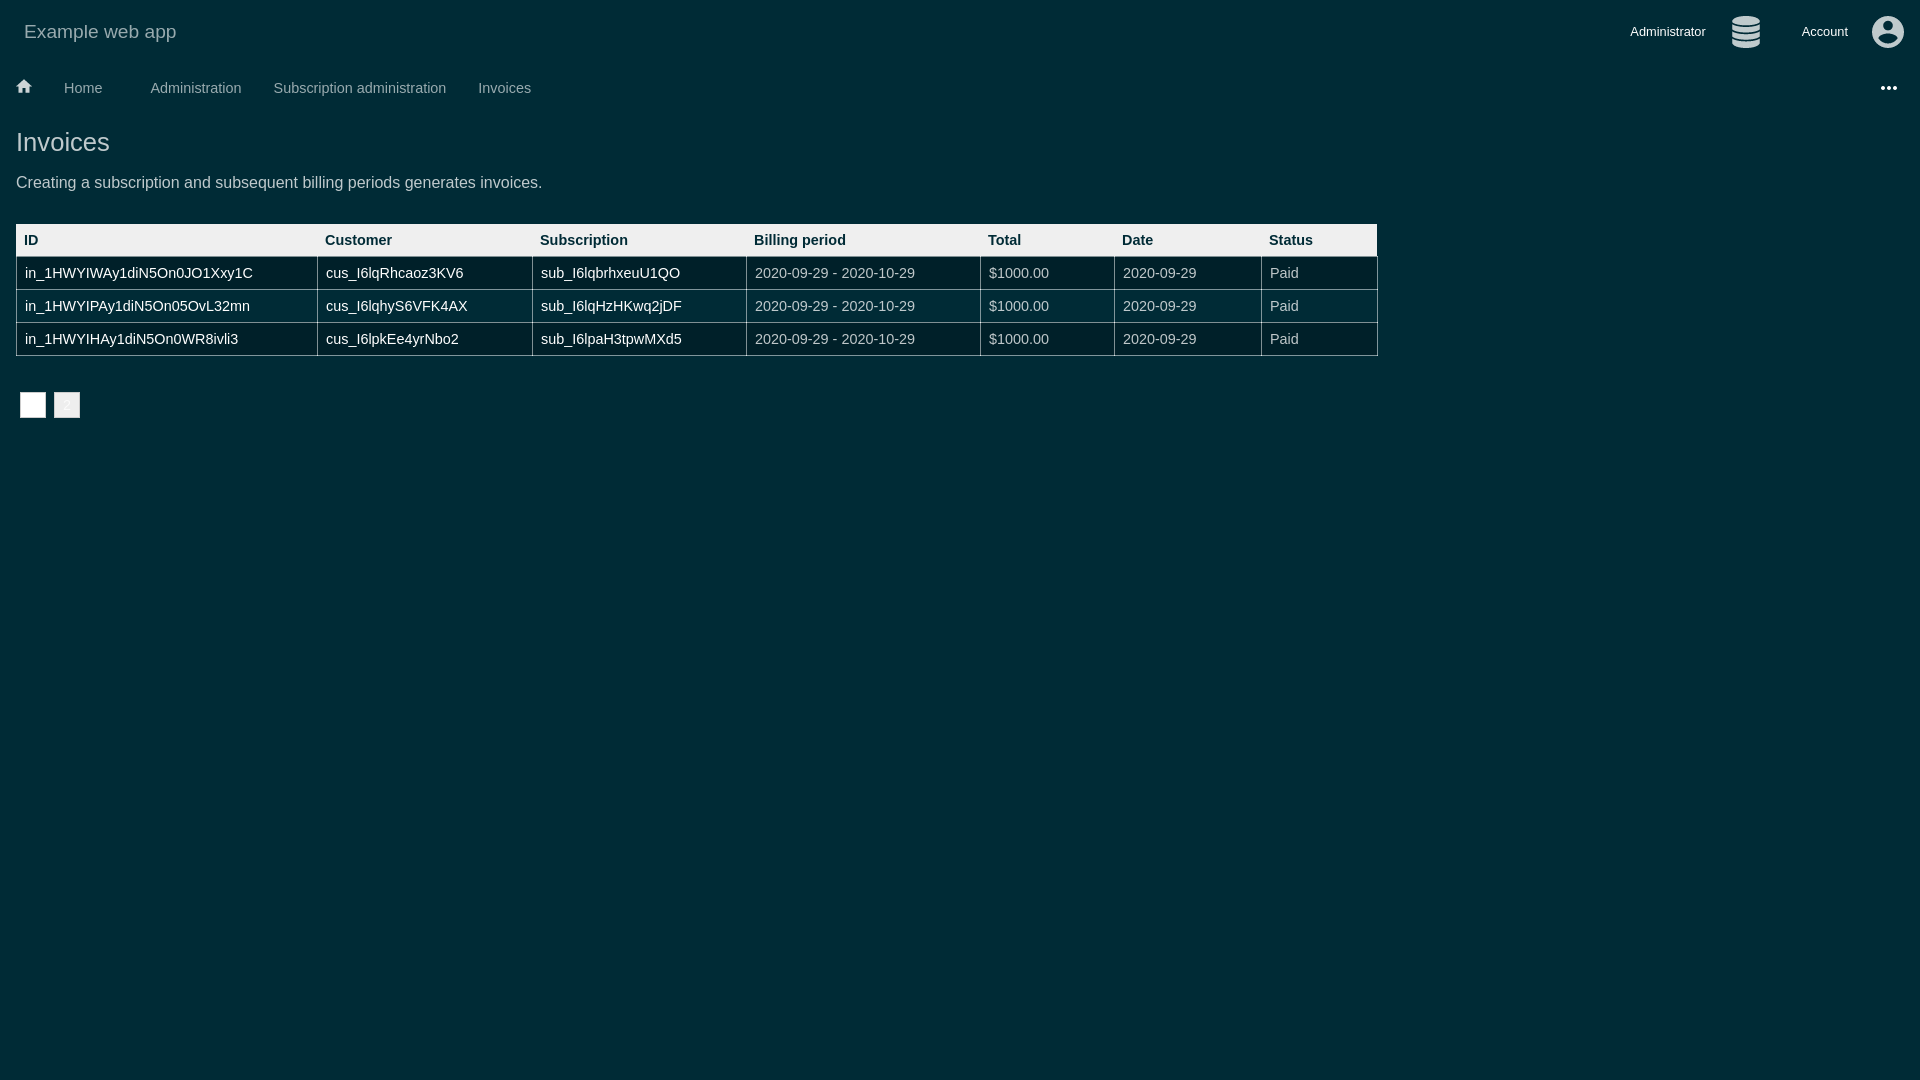 Example web app
Administrator
Account
Home
Administration
Subscription administration
Invoices
Invoices
Creating a subscription and subsequent billing periods generates invoices.
ID Customer Subscription Billing period Total Date Status
in_1HWYIWAy1diN5On0JO1Xxy1C cus_I6lqRhcaoz3KV6 sub_I6lqbrhxeuU1QO 2020-09-29 - 2020-10-29 $1000.00 2020-09-29 Paid
in_1HWYIPAy1diN5On05OvL32mn cus_I6lqhyS6VFK4AX sub_I6lqHzHKwq2jDF 2020-09-29 - 2020-10-29 $1000.00 2020-09-29 Paid
in_1HWYIHAy1diN5On0WR8ivli3 cus_I6lpkEe4yrNbo2 sub_I6lpaH3tpwMXd5 2020-09-29 - 2020-10-29 $1000.00 2020-09-29 Paid
2